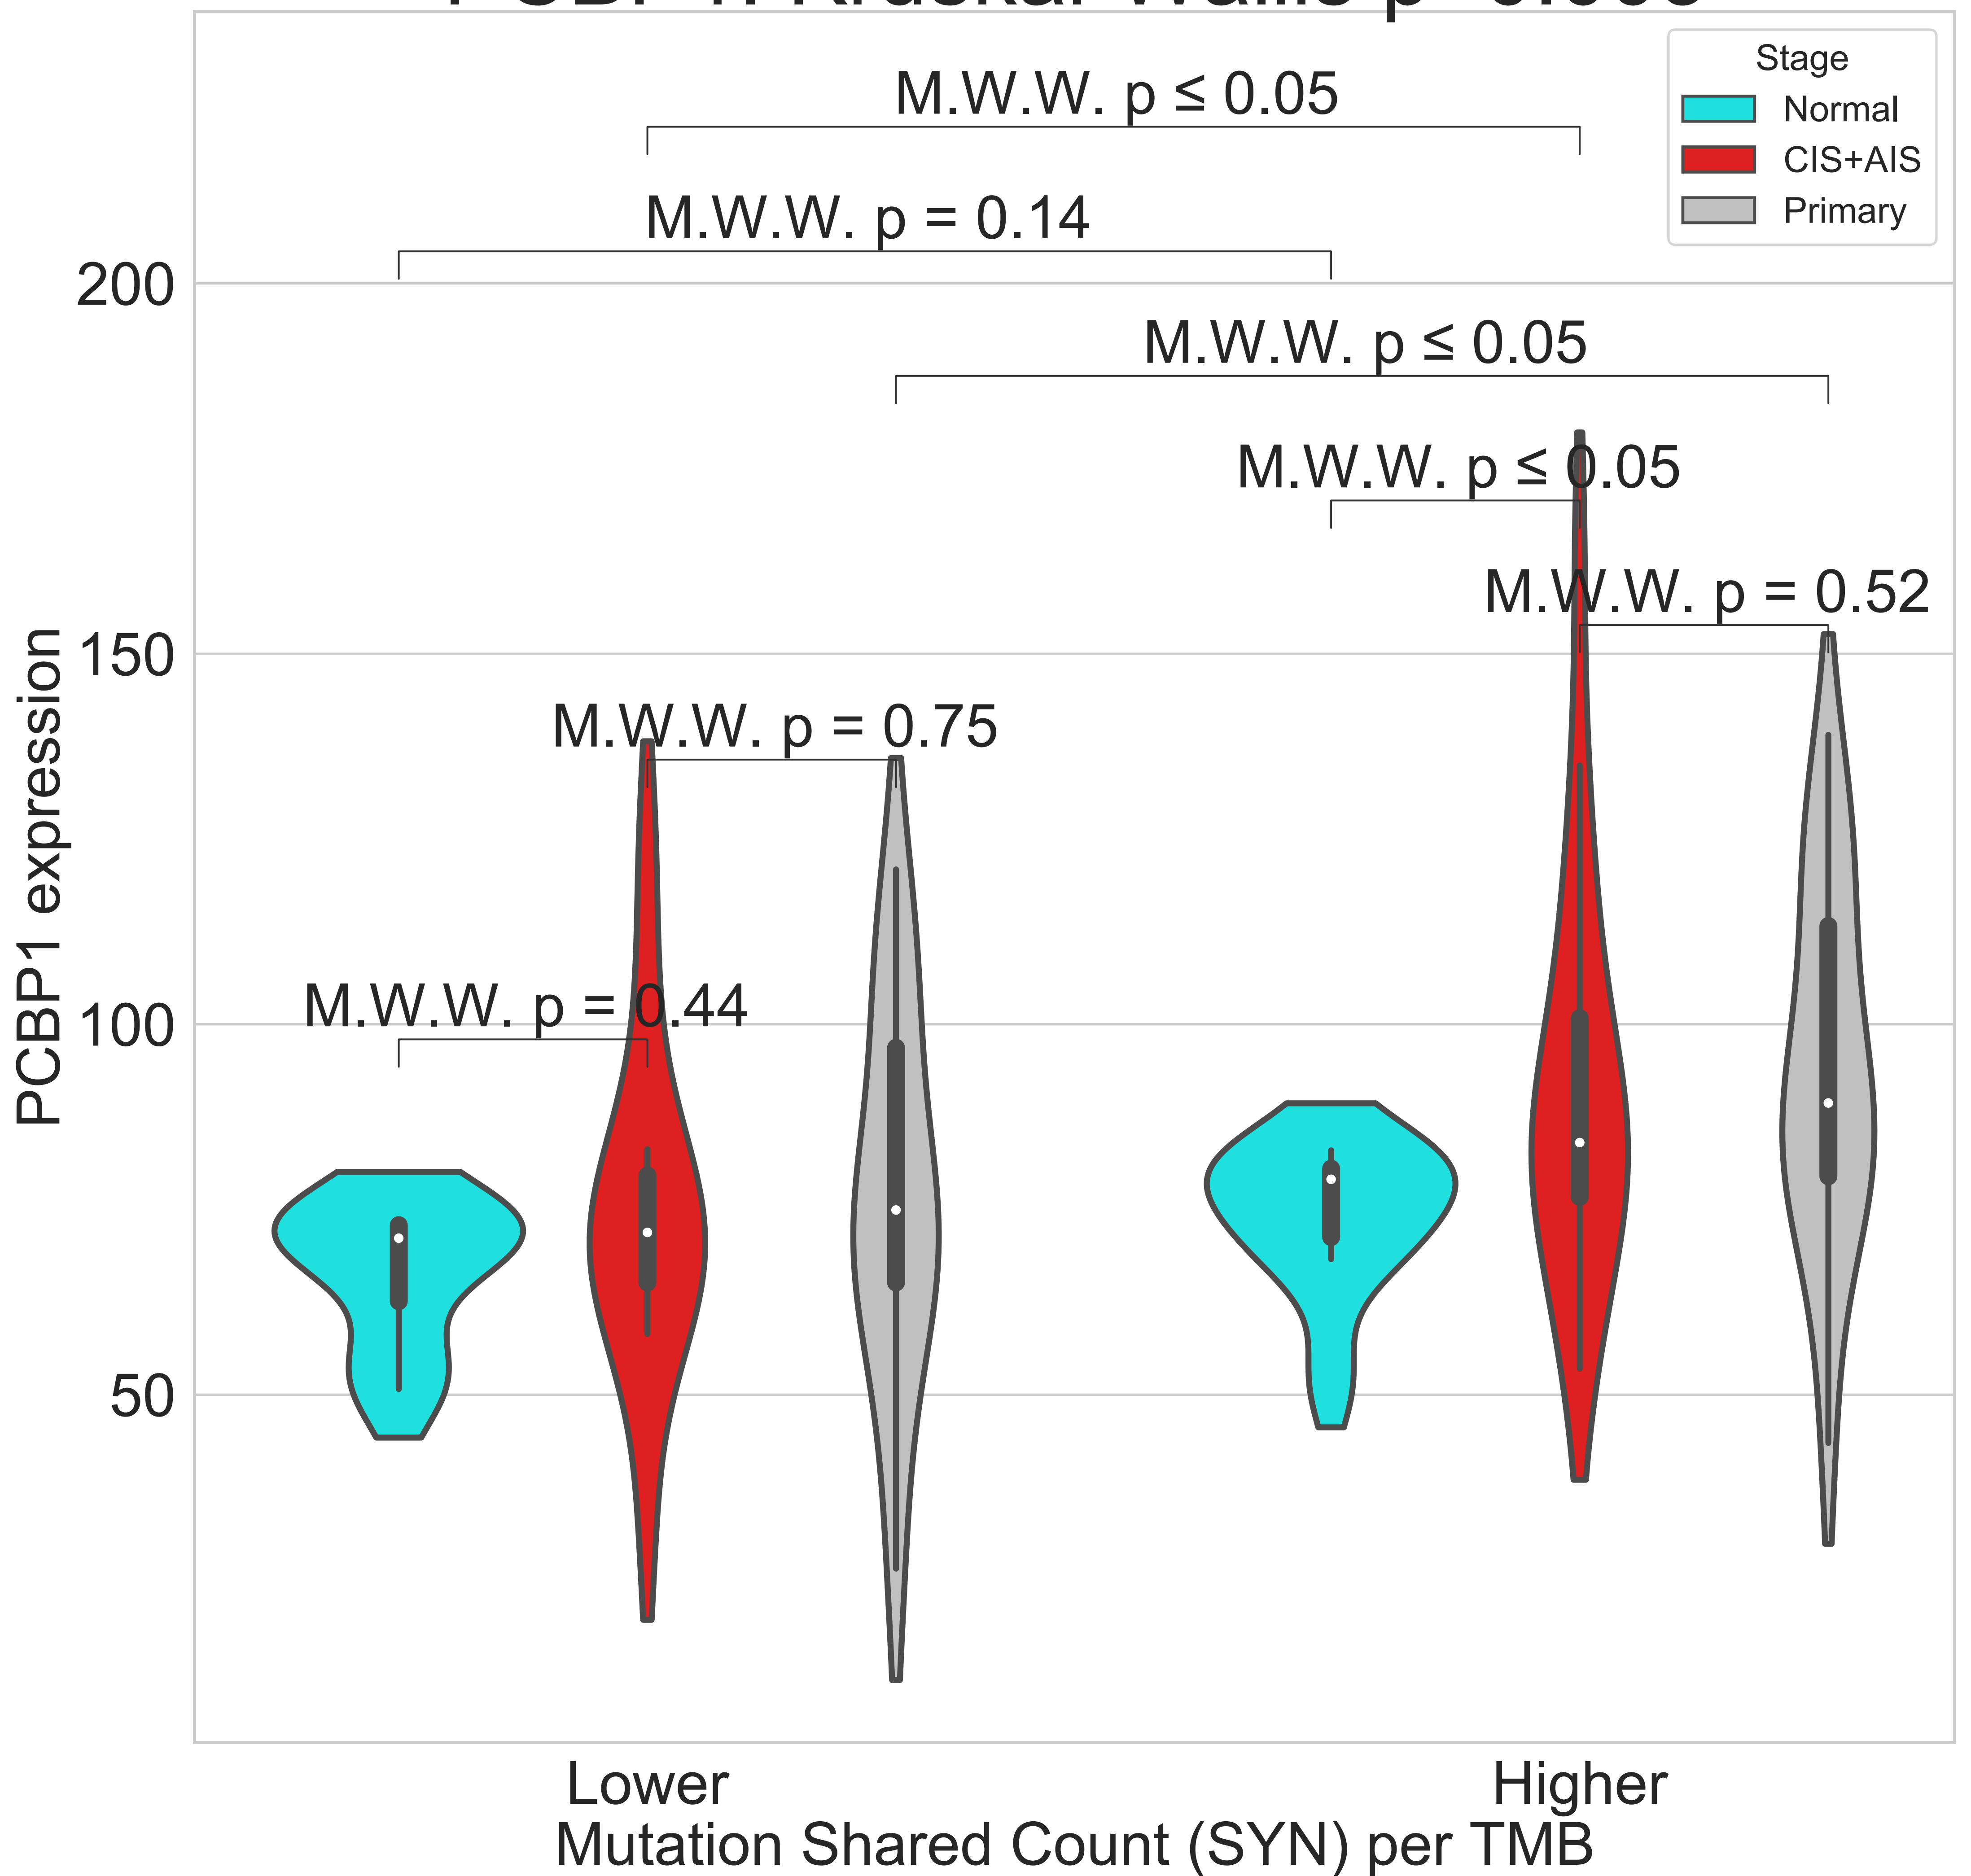 Stage
Normal
CIS+AIS
Primary
M.W.W. p ≤ 0.05
M.W.W. p = 0.14
200
M.W.W. p ≤ 0.05
M.W.W. p ≤ 0.05
M.W.W. p = 0.52
150
M.W.W. p = 0.75
M.W.W. p = 0.44
100
50
PCBP1 expression
Lower
Higher
Mutation Shared Count (SYN) per TMB